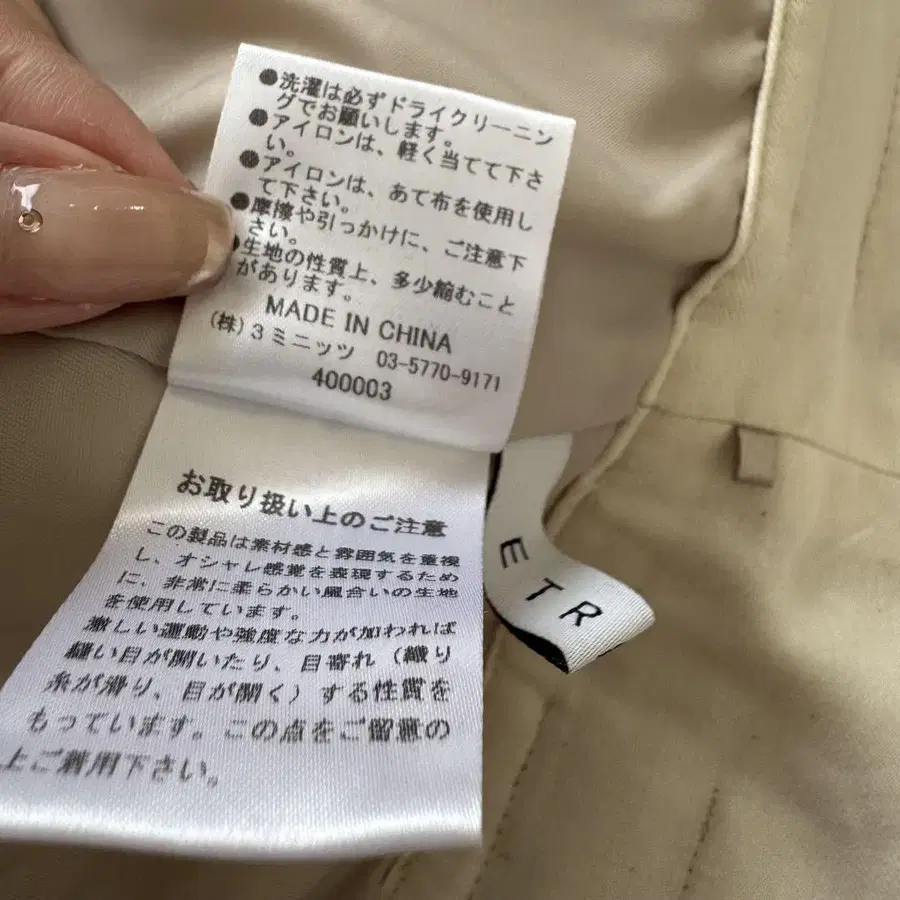 ●洗濯は必ずドライクリーニン
グでお願いします。
●アイロンは、軽く当てて下さ
い。
●アイロンは、あて布を使用し
て下さい。
●摩擦や引っかけに、ご注意下
さい。
●生地の性質上、多少縮むこと
があります。
MADE IN CHINA
(株)3ミニッツ 03-5770-9171
400003
お取り扱い上のご注意
この製品は素材感と雰囲気を重視
し、オシャレ感覚を表現するため
に、非常に柔らかい風合いの生地
を使用しています。
激しい運動や強度な力が加われば
縫い目が開いたり、目寄れ(織り
糸が滑り、目が開く)する性質を
もっています。この点をご留意の
上ご着用下さい。
ETR